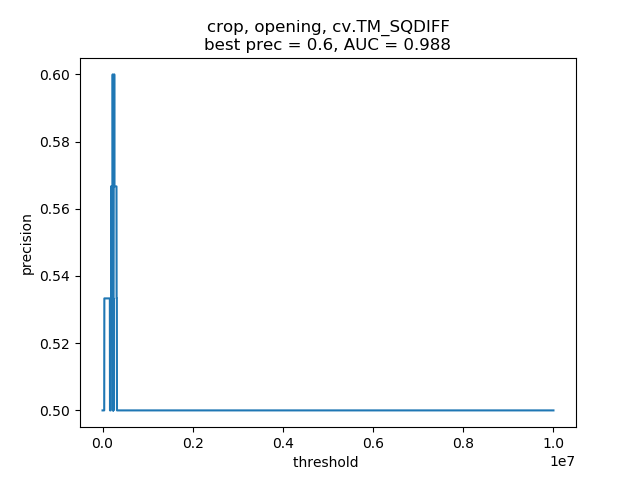 crop, opening, cv.TM_SQDIFF
best prec = 0.6, AUC = 0.988
0.60
0.58
0.56
0.54
0.52
0.50
precision
0.0 0.2 0.4 0.6 0.8 1.0
1e7
threshold